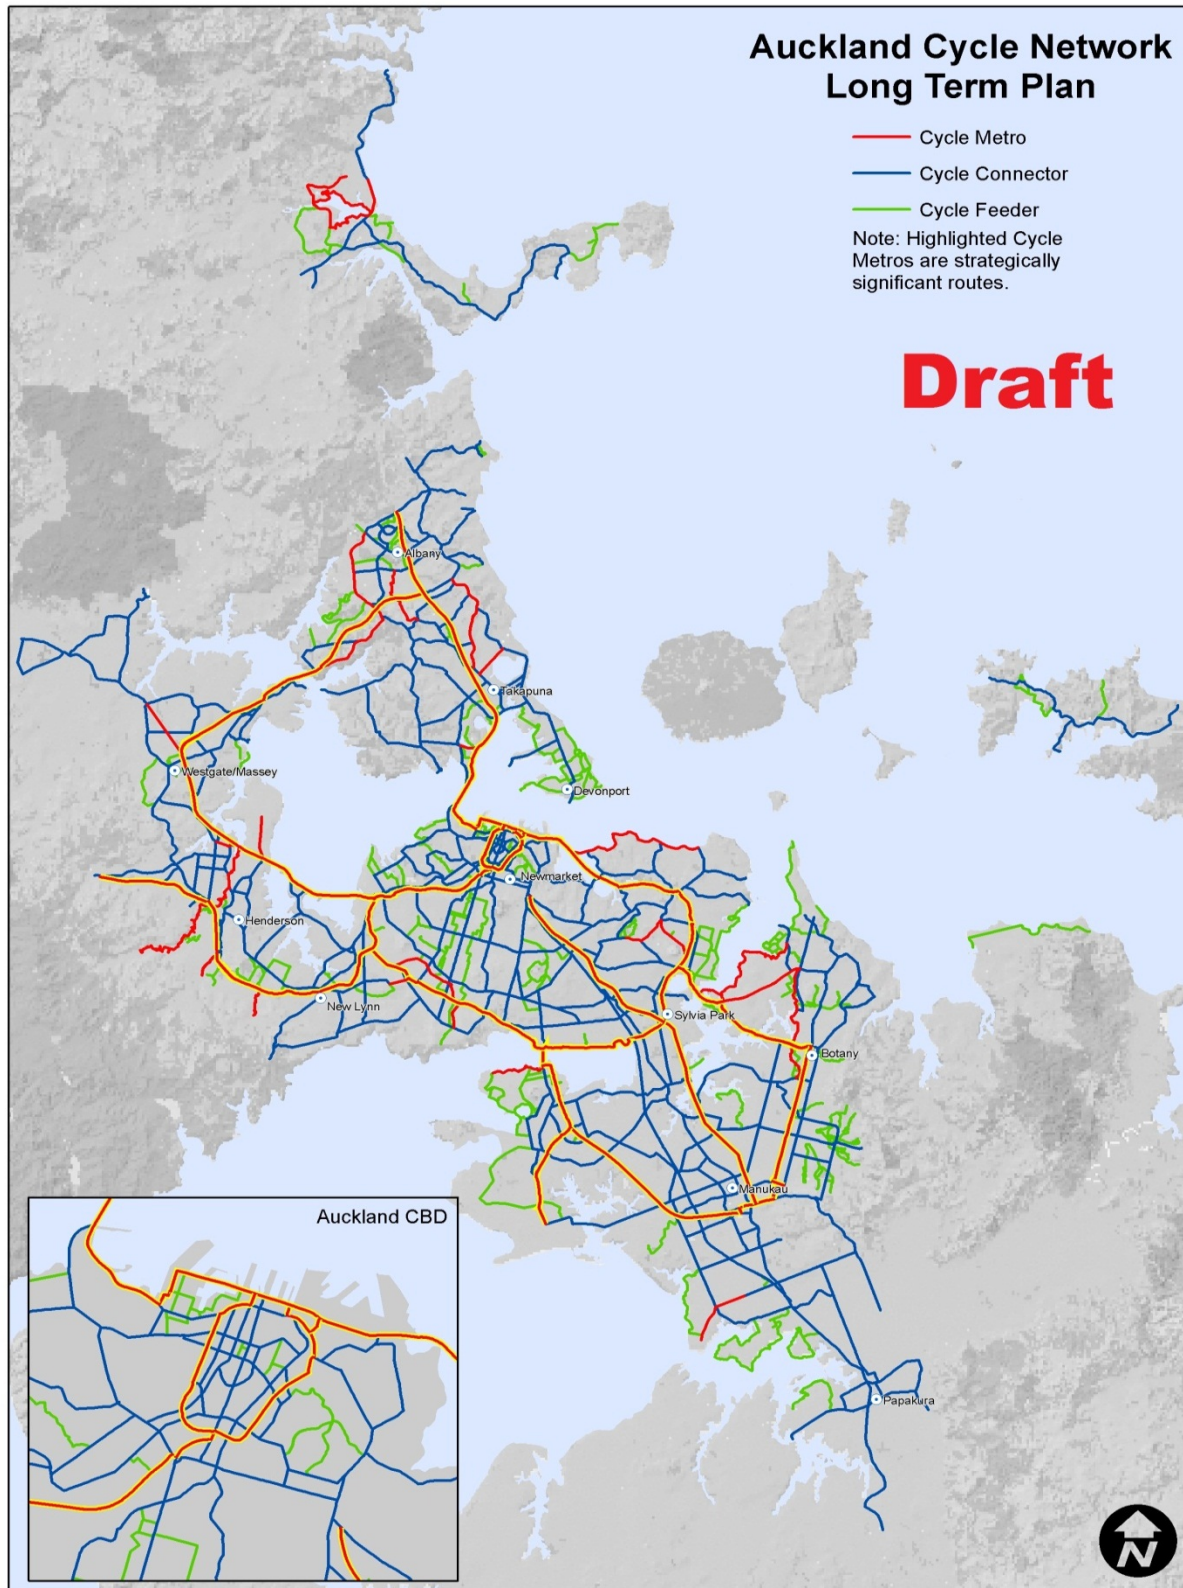 Auckland Cycle Network
Long Term Plan
Cycle Metro
Cycle Connector
Cycle Feeder
Note: Highlighted Cycle
Metros are strategically
significant routes.
Draft
Albany
Takapuna
Westgate/Massey
Devonport
Newmarket
Henderson
New Lynn
Sylvia Park
Botany
Manukau
Auckland CBD
Papakura
N